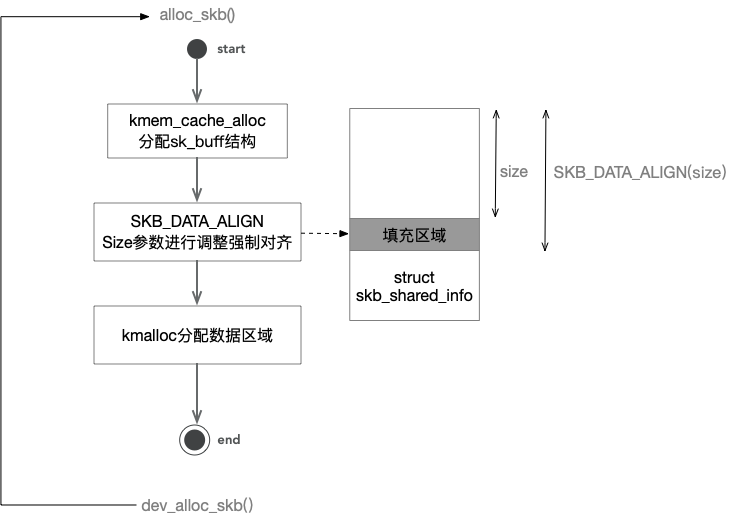 alloc_skb()
start
kmem_cache_alloc
分配sk_buff结构
SKB_DATA_ALIGN
Size参数进行调整强制对齐
kmalloc分配数据区域
end
dev_alloc_skb()
size
SKB_DATA_ALIGN(size)
填充区域
struct
skb_shared_info